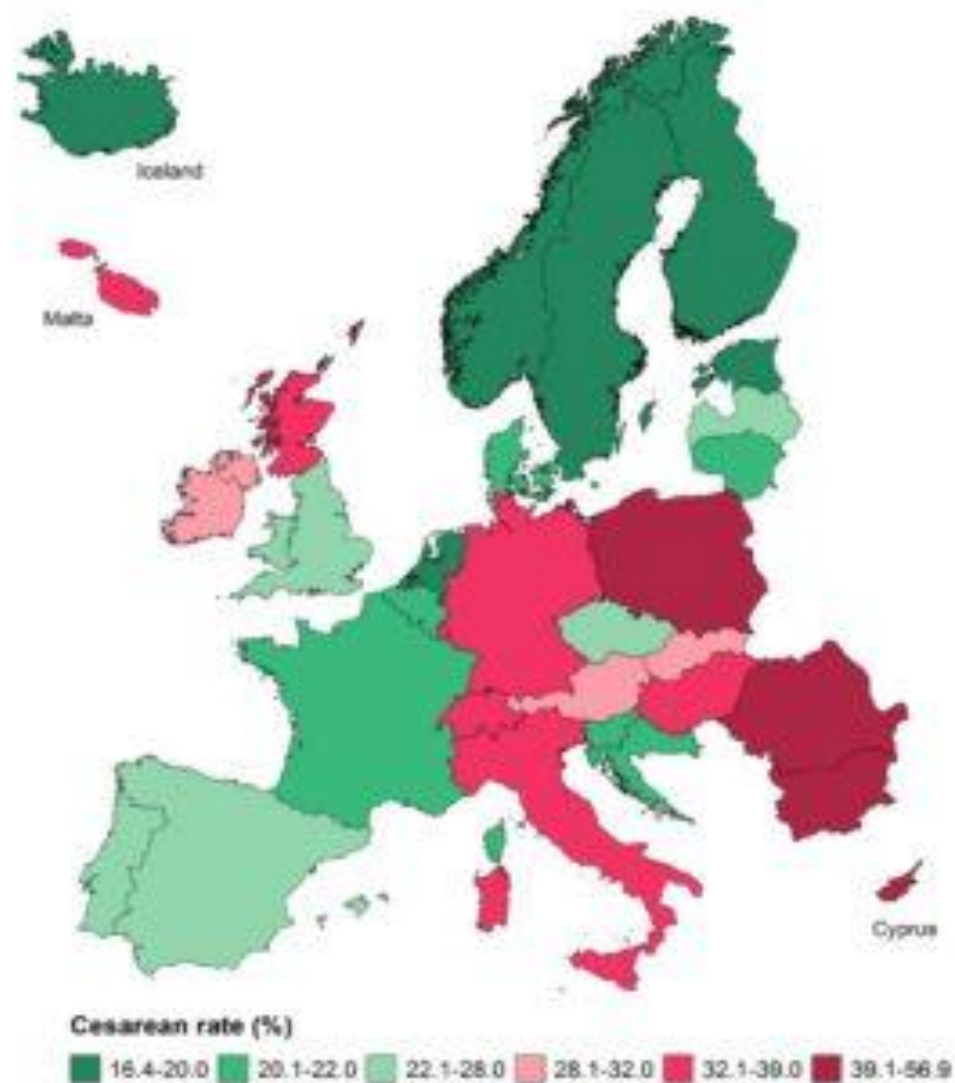 Iceland
Malta
Cyprus
Cesarean rate (%)
16.4-20.0 20.1-22.0 22.1-28.0 28.1-32.0 32.1-39.0 39.1-56.9